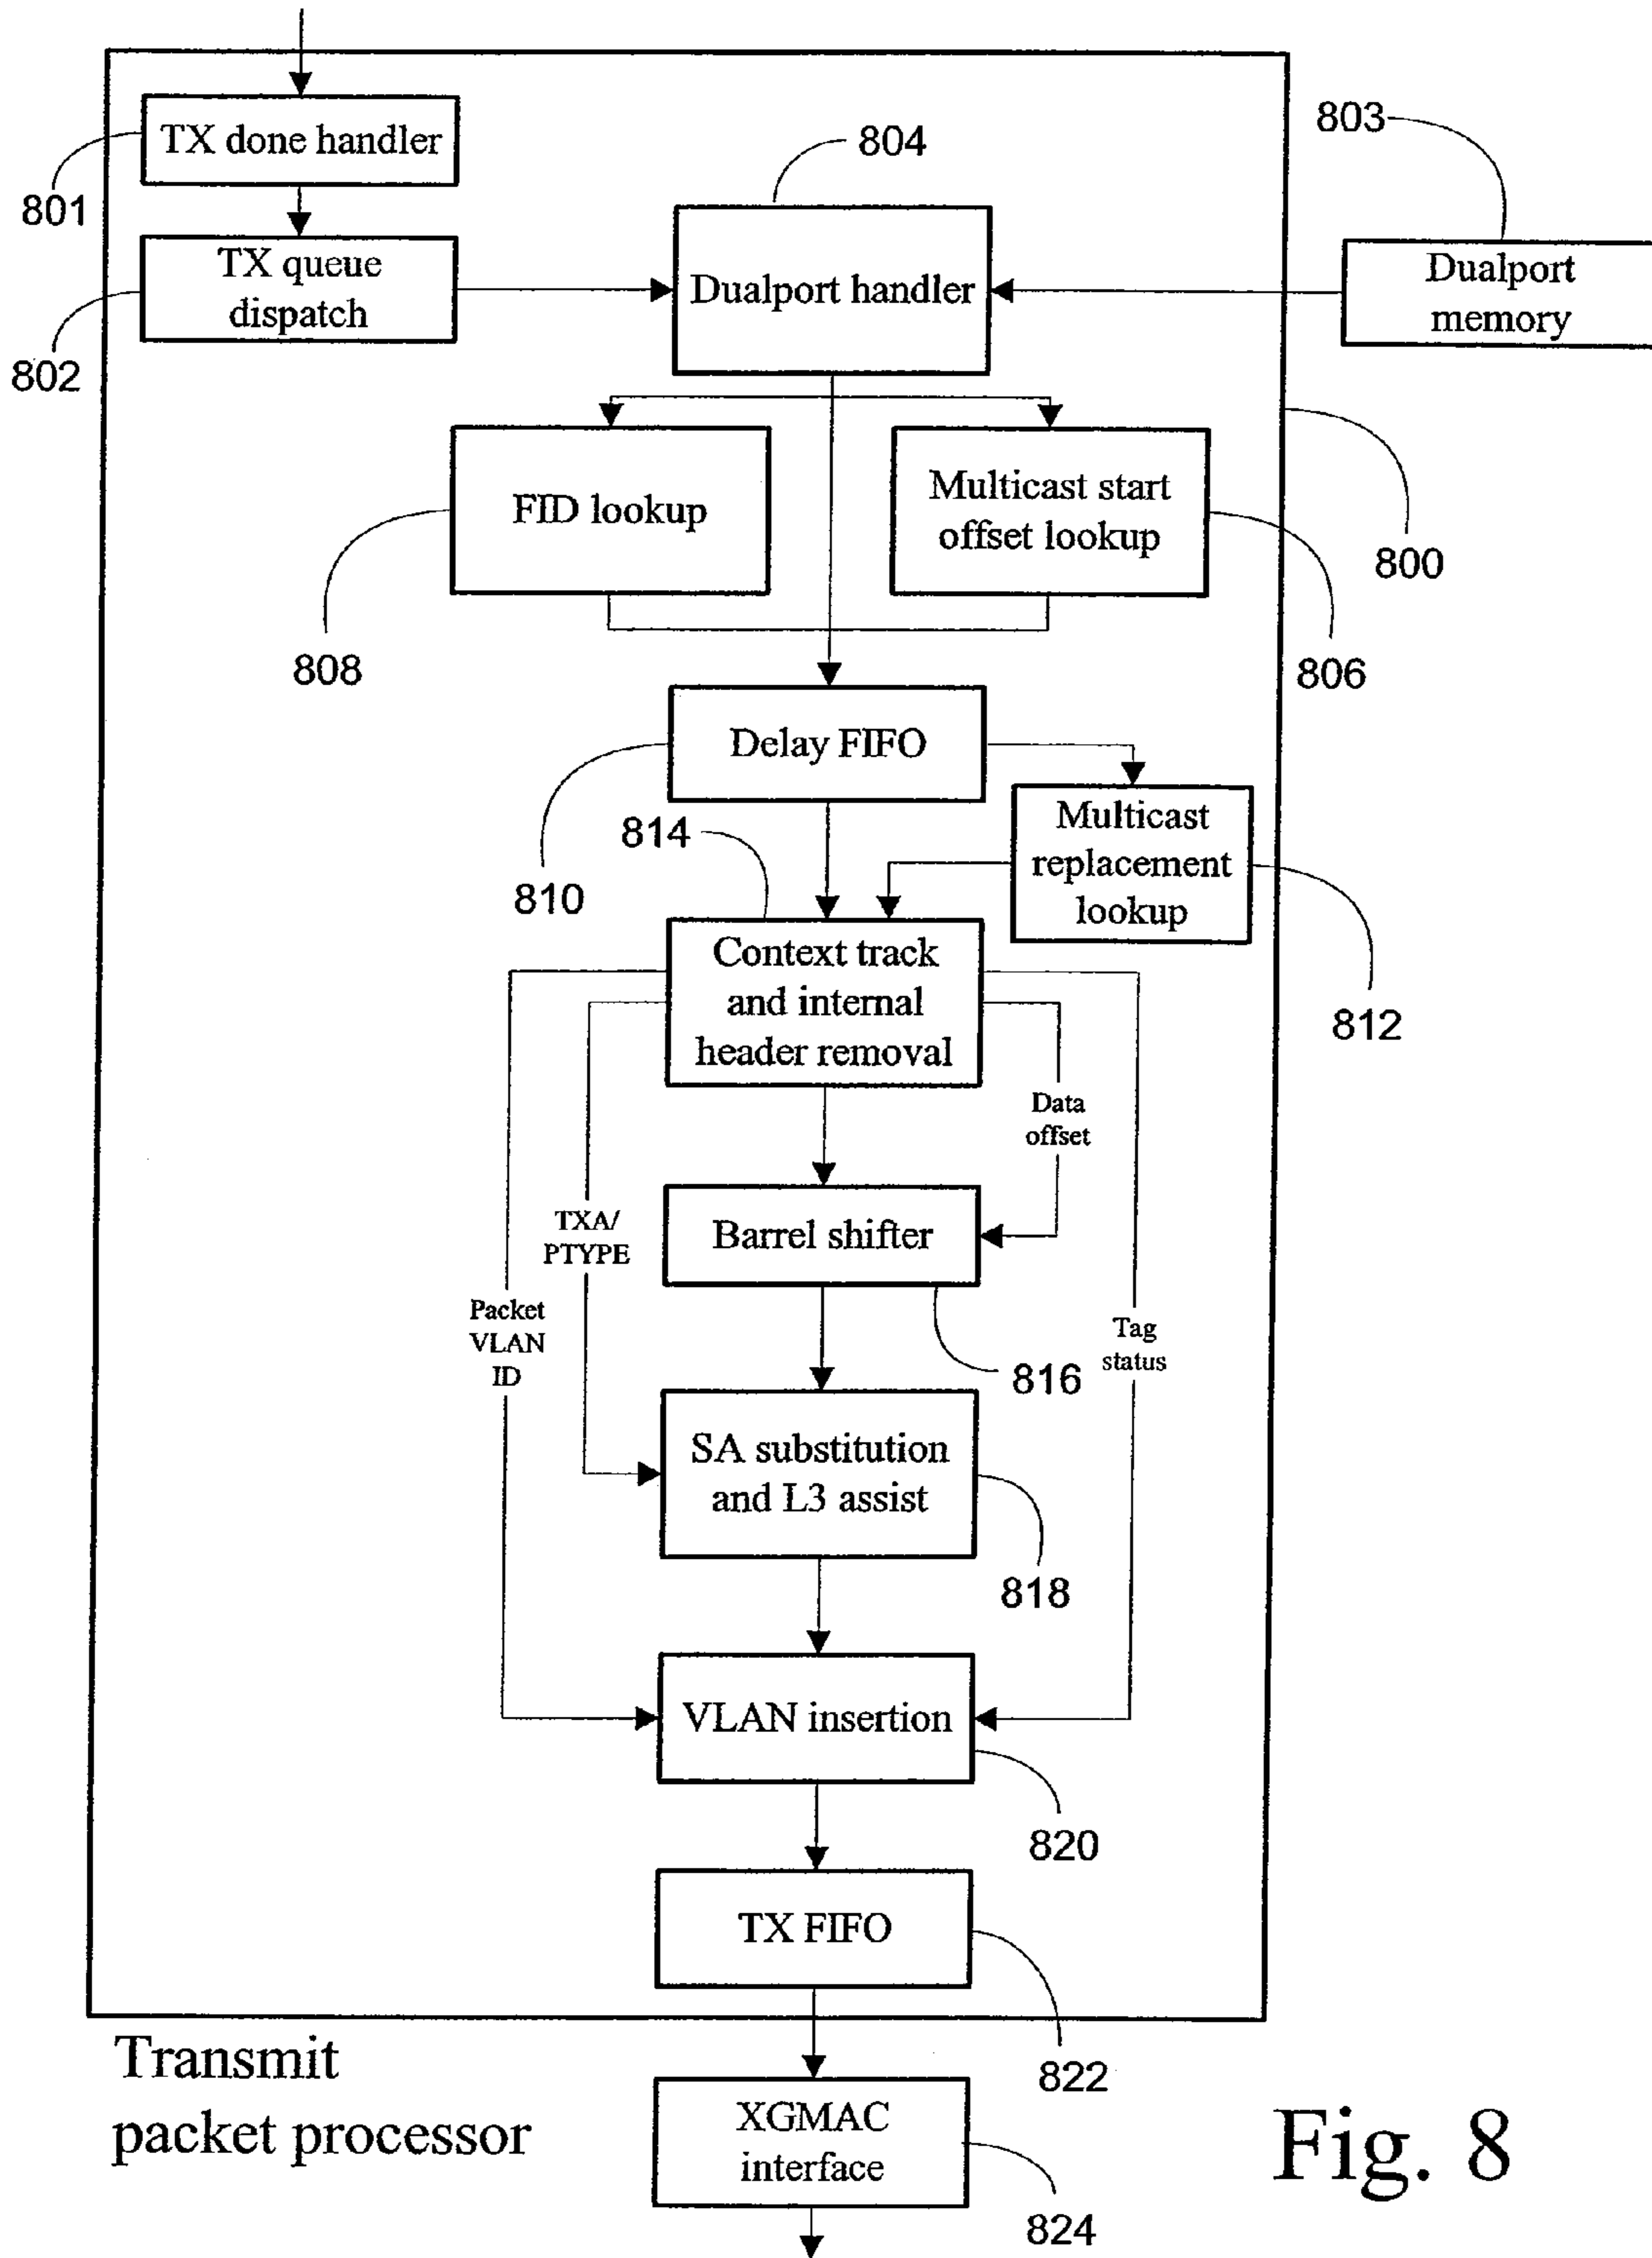 TX done handler
801
TX queue
dispatch
802
804
Dualport handler
803
Dualport
memory
800
FID lookup
808
Multicast start
offset lookup
806
Delay FIFO
810
814
Multicast
replacement
lookup
812
Context track
and internal
header removal
Data
offset
TXA/
PTYPE
Packet
VLAN
ID
Tag
status
Barrel shifter
816
SA substitution
and L3 assist
818
VLAN insertion
820
TX FIFO
822
Transmit
packet processor
XGMAC
interface
824
Fig. 8